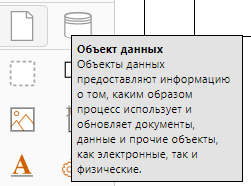 Объект данных
Объекты данных
предоставляют информацию
о том, каким образом
процесс использует и
обновляет документы,
данные и прочие объекты,
как электронные, так и
физические.
A